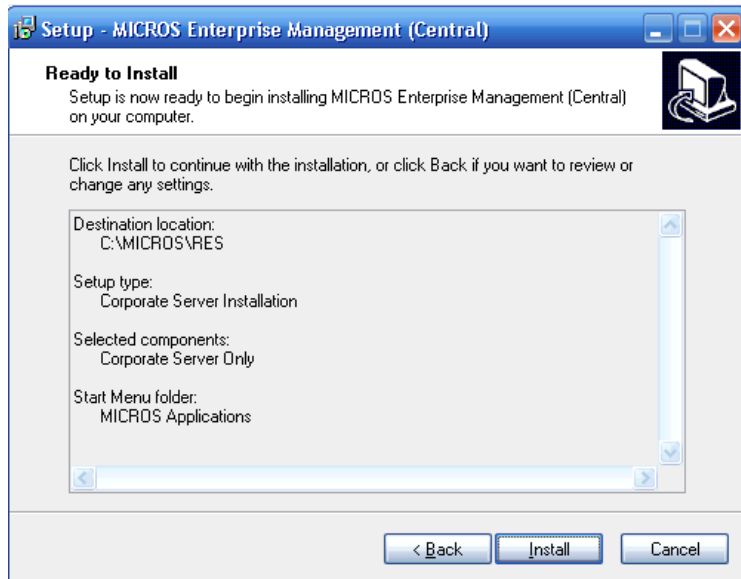 Setup - MICROS Enterprise Management (Central)
Ready to Install
Setup is now ready to begin installing MICROS Enterprise Management (Central)
on your computer.
Click Install to continue with the installation, or click Back if you want to review or
change any settings.
Destination location:
C:\MICROS\RES
Setup type:
Corporate Server Installation
Selected components:
Corporate Server Only
Start Menu folder:
MICROS Applications
< Back Install Cancel